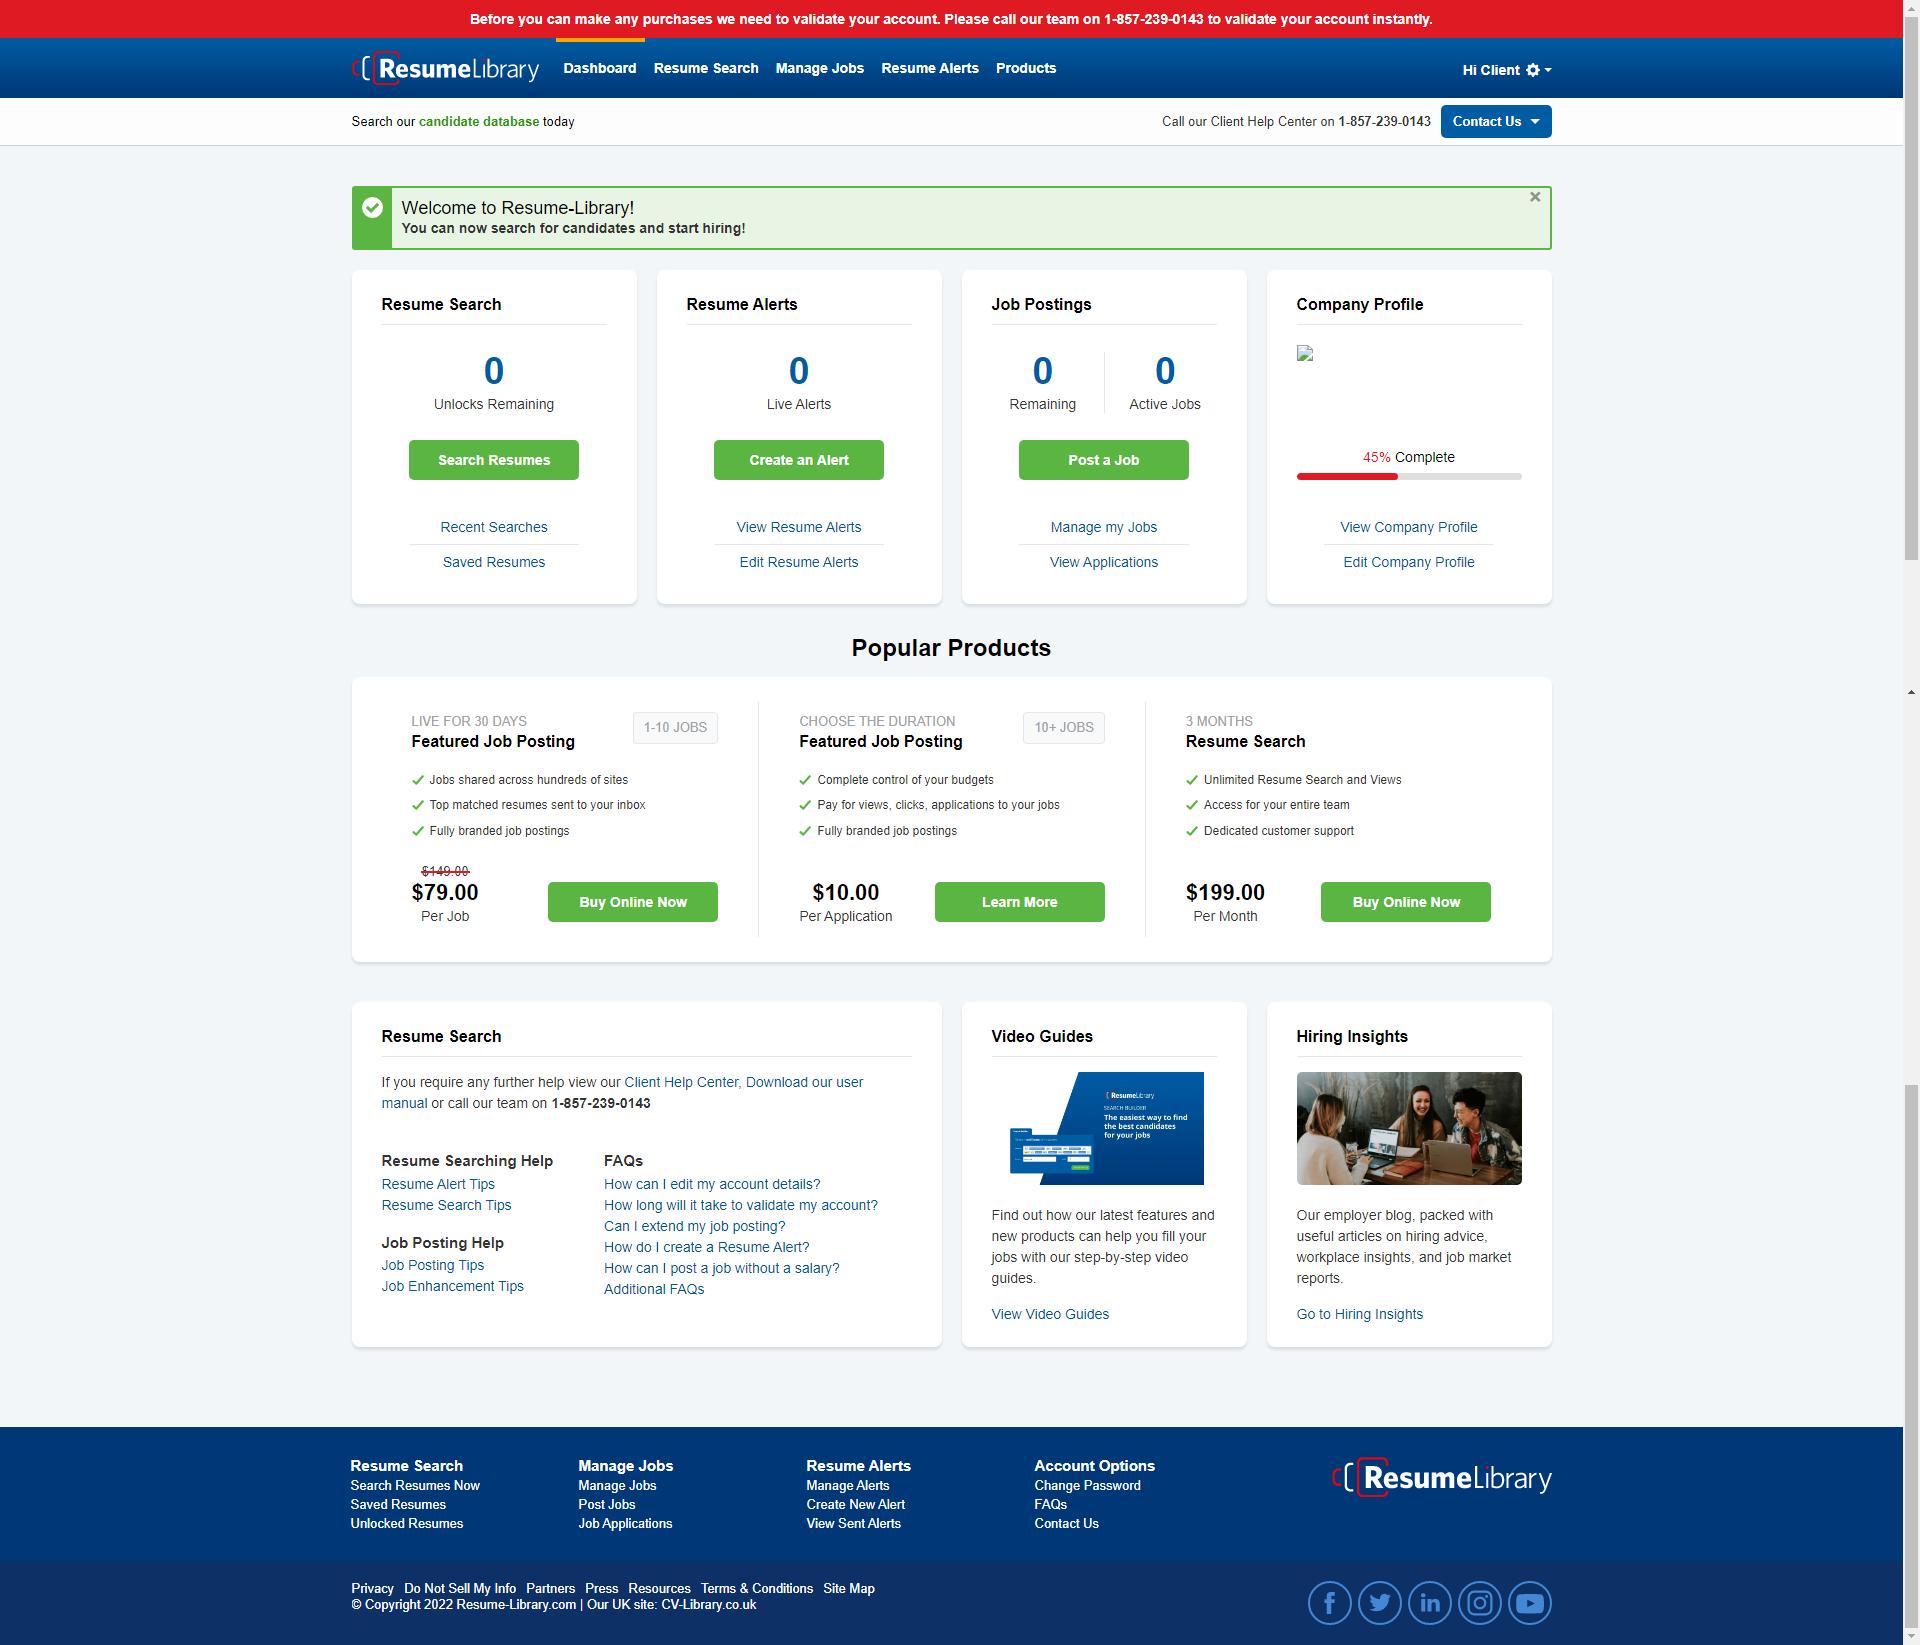 Before you can make any purchases we need to validate your account. Please call our team on 1-857-239-0143 to validate your account instantly.
ResumeLibrary
Dashboard
Resume Search
Manage Jobs
Resume Alerts
Products
Hi Client
Search our candidate database today
Call our Client Help Center on 1-857-239-0143
Contact Us
Welcome to Resume-Library!
You can now search for candidates and start hiring!
Resume Search
0
Unlocks Remaining
Search Resumes
Recent Searches
Saved Resumes
Resume Alerts
0
Live Alerts
Create an Alert
View Resume Alerts
Edit Resume Alerts
Job Postings
0
Remaining
0
Active Jobs
Post a Job
Manage my Jobs
View Applications
Company Profile
45% Complete
View Company Profile
Edit Company Profile
Popular Products
LIVE FOR 30 DAYS
Featured Job Posting
1-10 JOBS
Jobs shared across hundreds of sites
Top matched resumes sent to your inbox
Fully branded job postings
$149.00
$79.00
Per Job
Buy Online Now
CHOOSE THE DURATION
Featured Job Posting
10+ JOBS
Complete control of your budgets
Pay for views, clicks, applications to your jobs
Fully branded job postings
$10.00
Per Application
Learn More
3 MONTHS
Resume Search
Unlimited Resume Search and Views
Access for your entire team
Dedicated customer support
$199.00
Per Month
Buy Online Now
Resume Search
If you require any further help view our Client Help Center, Download our user
manual or call our team on 1-857-239-0143
Resume Searching Help
Resume Alert Tips
Resume Search Tips
Job Posting Help
Job Posting Tips
Job Enhancement Tips
FAQs
How can I edit my account details?
How long will it take to validate my account?
Can I extend my job posting?
How do I create a Resume Alert?
How can I post a job without a salary?
Additional FAQs
Video Guides
ResumeLibrary
SEARCH BUILDER
The easiest way to find
the best candidates
for your jobs
Find out how our latest features and
new products can help you fill your
jobs with our step-by-step video
guides.
View Video Guides
Hiring Insights
Our employer blog, packed with
useful articles on hiring advice,
workplace insights, and job market
reports.
Go to Hiring Insights
Resume Search
Search Resumes Now
Saved Resumes
Unlocked Resumes
Manage Jobs
Manage Jobs
Post Jobs
Job Applications
Resume Alerts
Manage Alerts
Create New Alert
View Sent Alerts
Account Options
Change Password
FAQs
Contact Us
ResumeLibrary
Privacy Do Not Sell My Info Partners Press Resources Terms & Conditions Site Map
© Copyright 2022 Resume-Library.com | Our UK site: CV-Library.co.uk